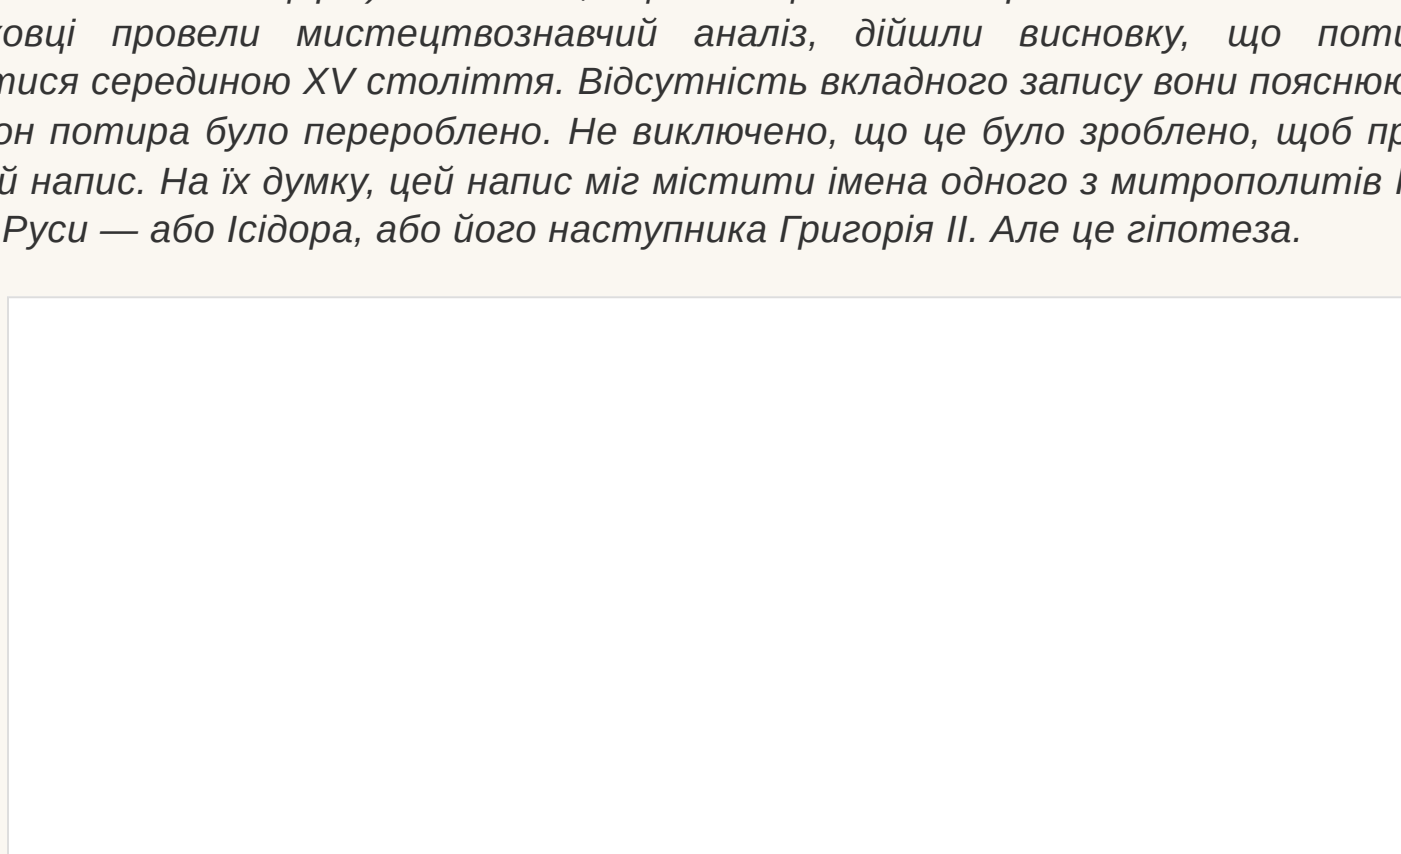 ковці провели мистецтвознавчий аналіз, дійшли висновку, що поти
тися серединою XV століття. Відсутність вкладного запису вони пояснюю
он потира було перероблено. Не виключено, що це було зроблено, щоб пр
й напис. На їх думку, цей напис міг містити імена одного з митрополитів
Руси — або Ісідора, або його наступника Григорія II. Але це гіпотеза.